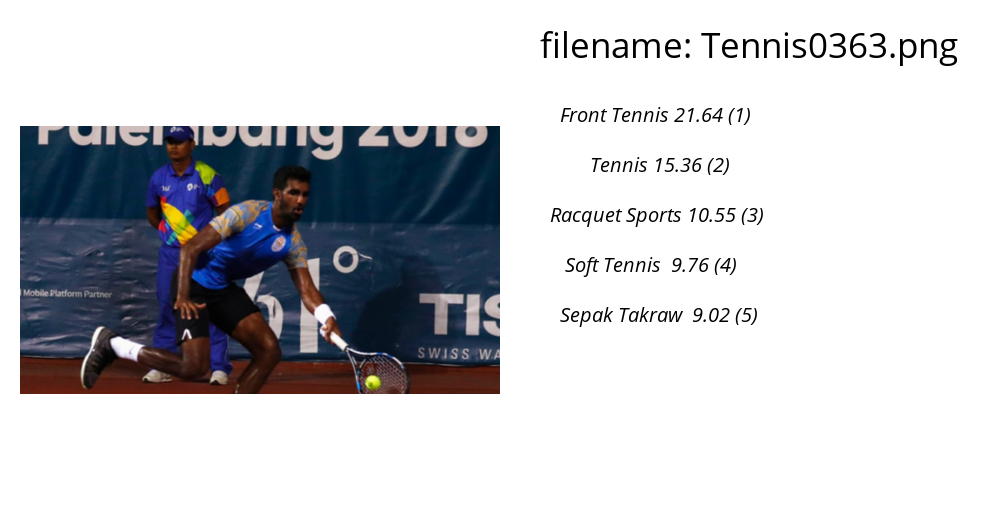 filename: Tennis0363.png
Front Tennis 21.64 (1)
Tennis 15.36 (2)
Racquet Sports 10.55 (3)
Soft Tennis 9.76 (4)
Sepak Takraw 9.02 (5)
Palembang 2018
Mobile Platform Partner
TIS
SWISS WA